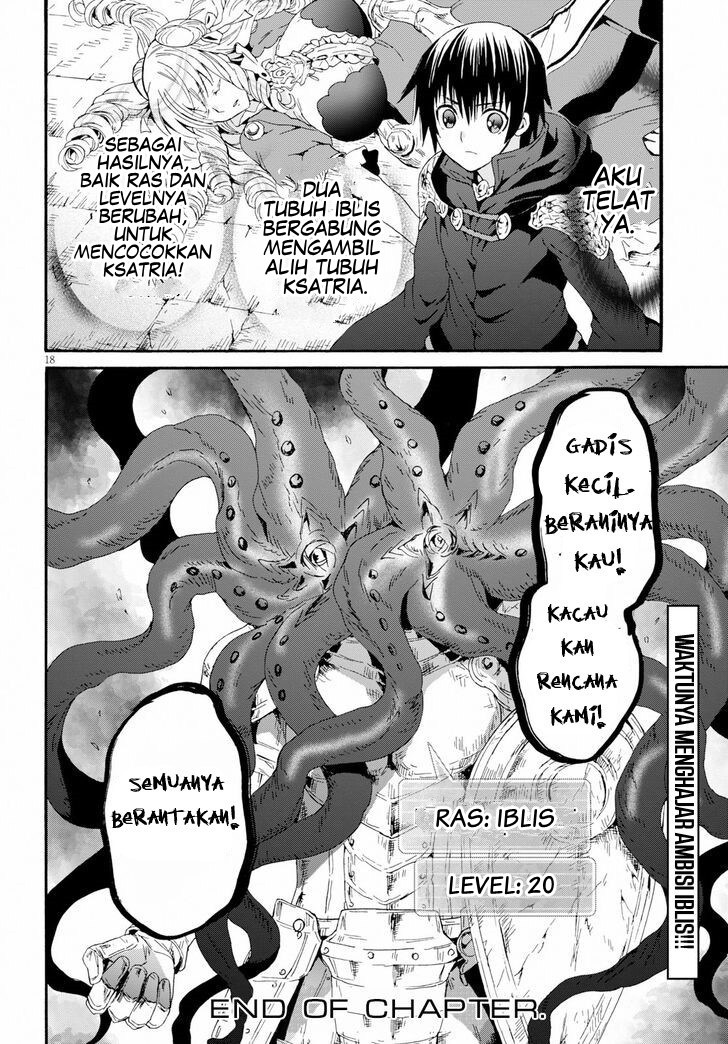 AKU
TELAT
YA.
DUA
TUBUH IBLIS
BERGABUNG
MENGAMBIL
ALIH TUBUH
KSATRIA.
SEBAGAI
HASILNYA,
BAIK RAS DAN
LEVELNYA
BERUBAH,
UNTUK
MENCOCOKKAN
KSATRIA!
18
GADIS
KECIL
BERANINYA
KAU!
KACAU
KAN
RENCANA
KAMI!
SEMUANYA
BERANTAKAN!
RAS: IBLIS
LEVEL: 20
WAKTUNYA MENGHAJAR AMBISI IBLIS!!!
END OF CHAPTER.